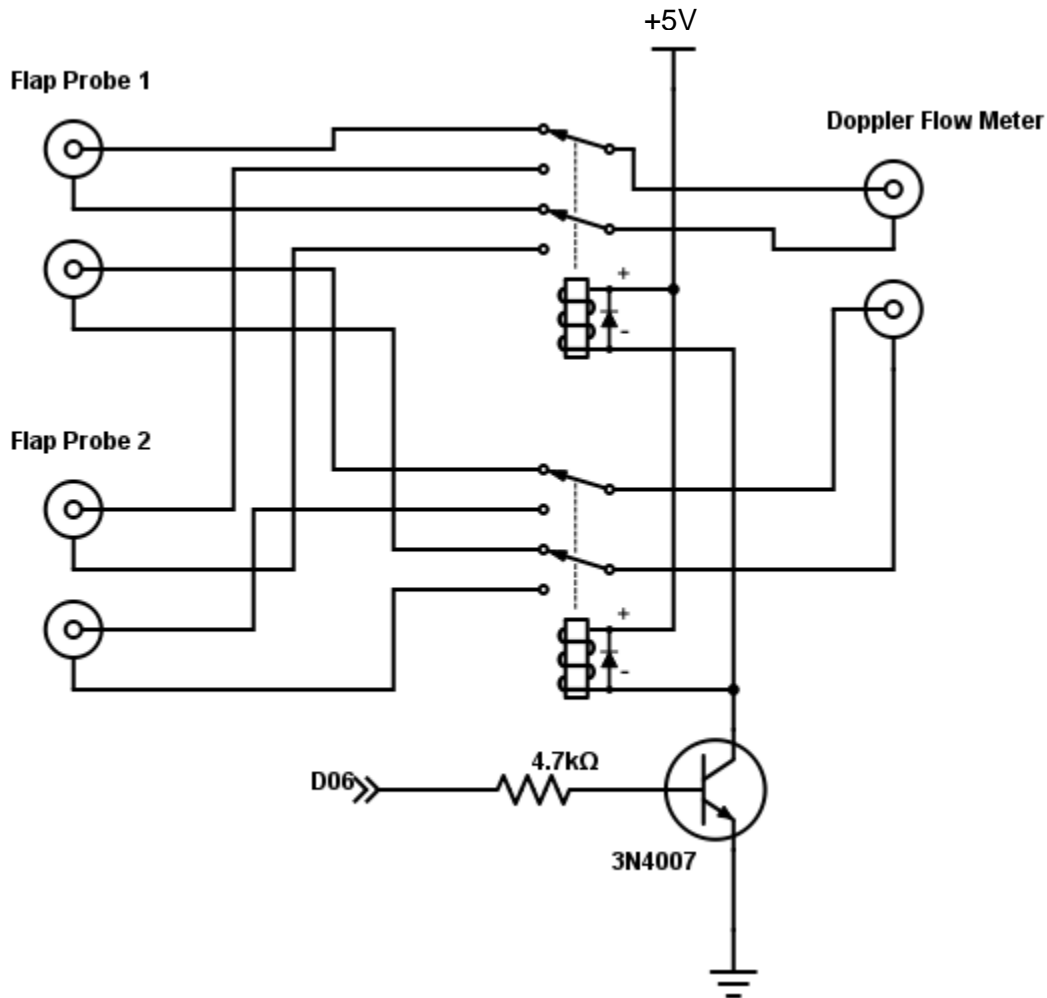 +5V
Flap Probe 1
Doppler Flow Meter
+
-
Flap Probe 2
+
-
4.7kΩ
D06
3N4007